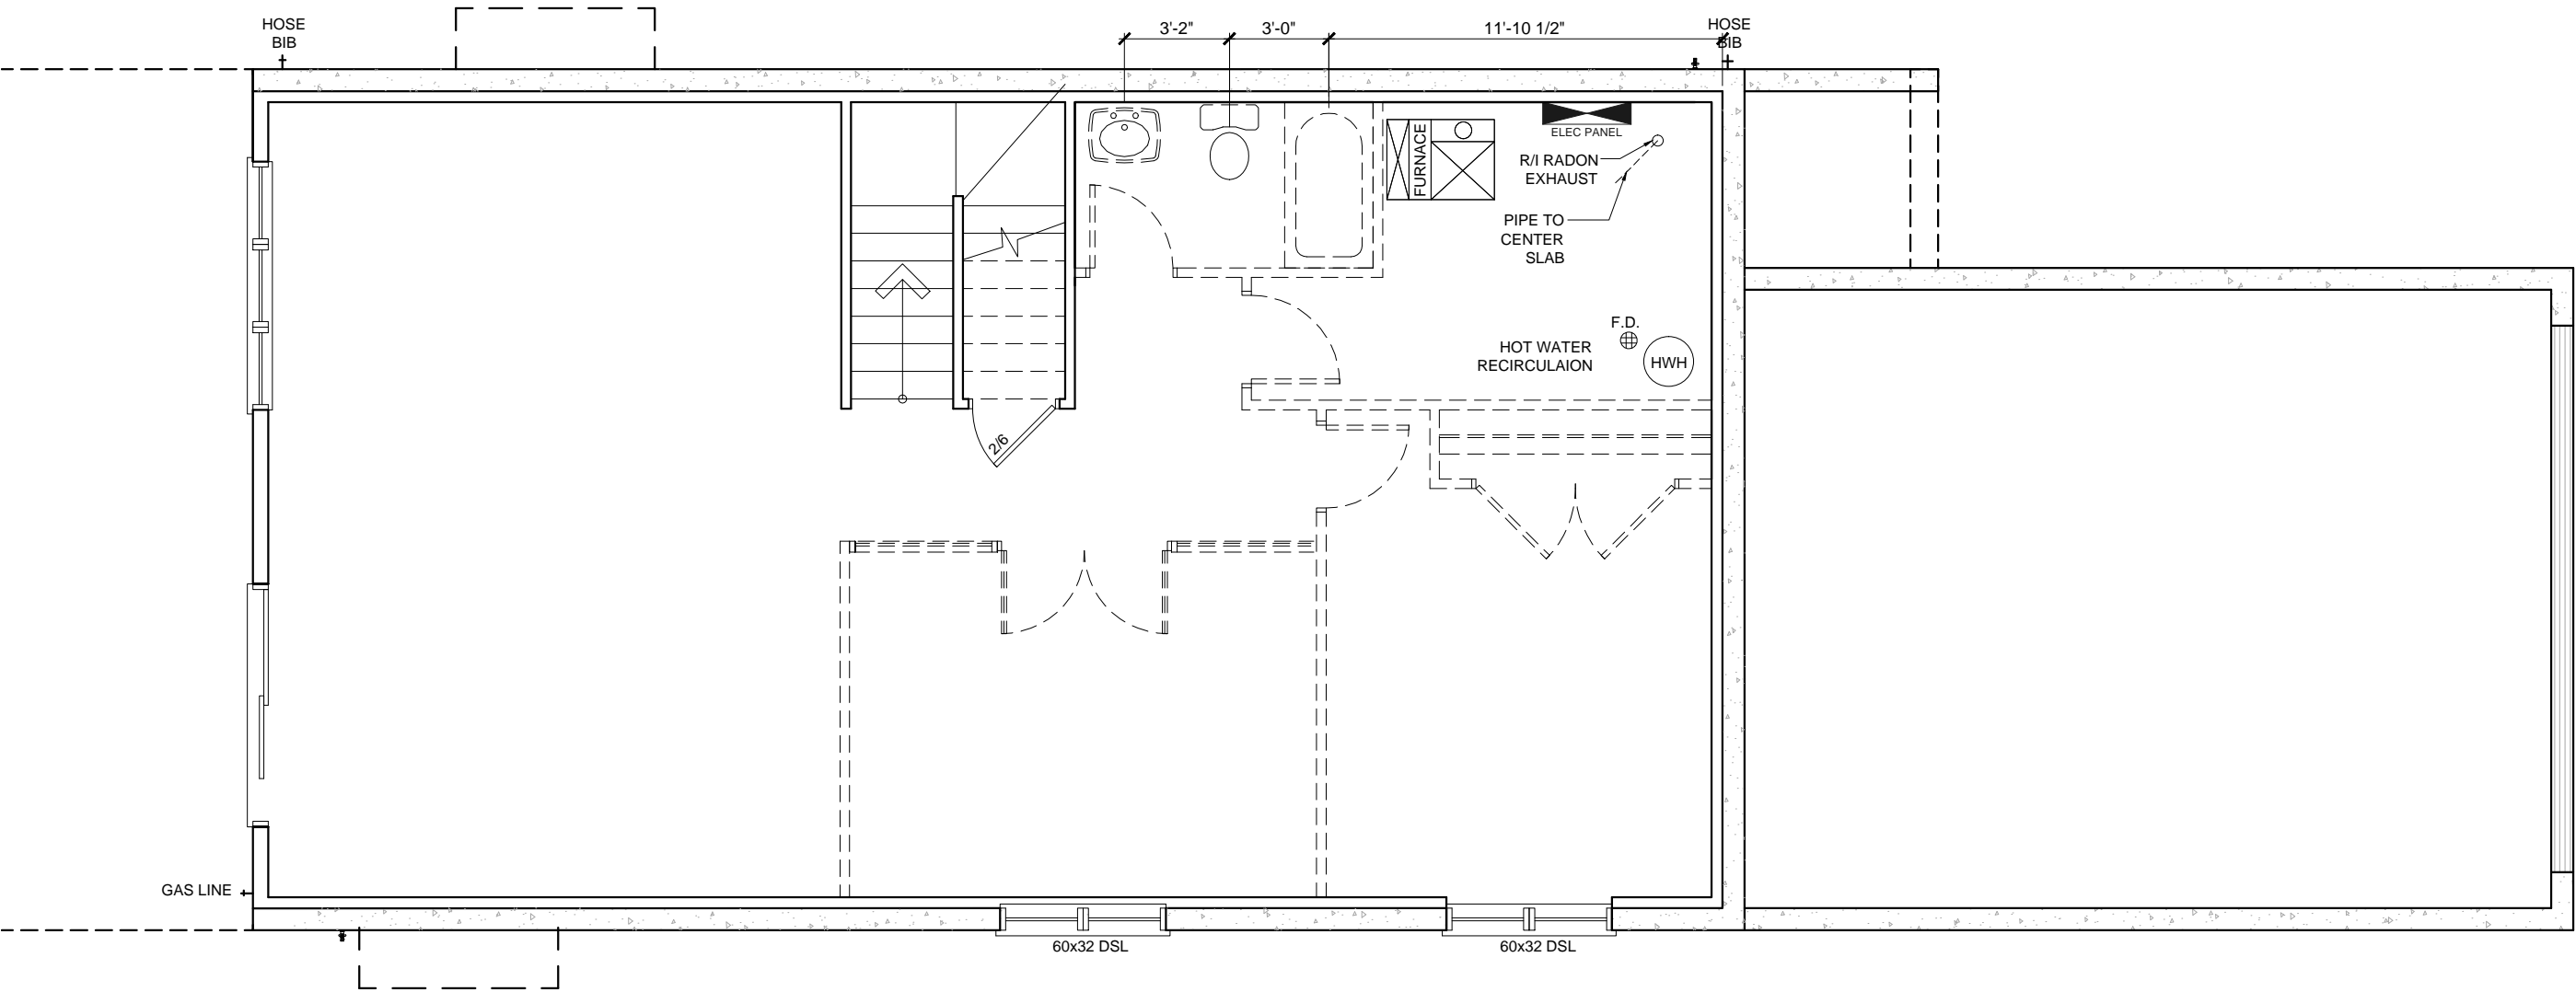 HOSE
BIB
3'-2"
3'-0"
11'-10 1/2"
HOSE
BIB
FURNACE
ELEC PANEL
R/I RADON
EXHAUST
PIPE TO
CENTER
SLAB
F.D.
HOT WATER
RECIRCULAION
HWH
2/6
GAS LINE
60x32 DSL
60x32 DSL